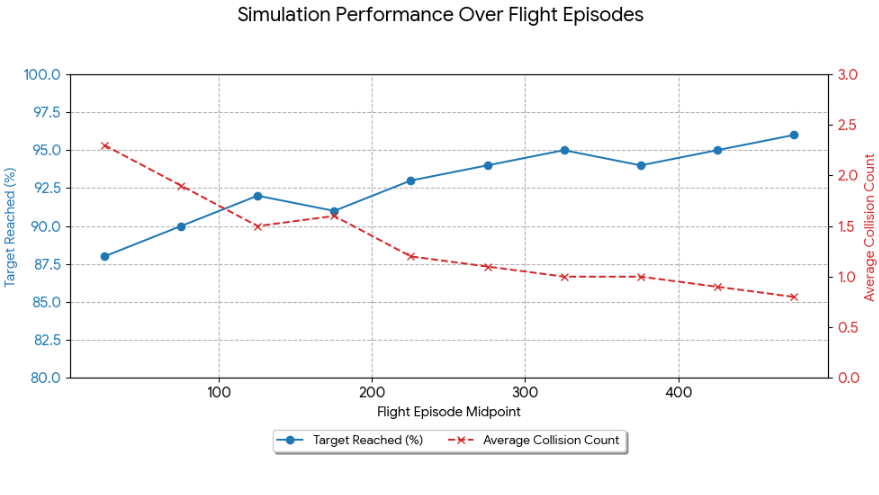 Simulation Performance Over Flight Episodes
100.0
97.5
95.0
92.5
90.0
87.5
85.0
82.5
80.0
Target Reached (%)
3.0
2.5
2.0
1.5
1.0
0.5
0.0
Average Collision Count
100 200 300 400
Flight Episode Midpoint
Target Reached (%) Average Collision Count